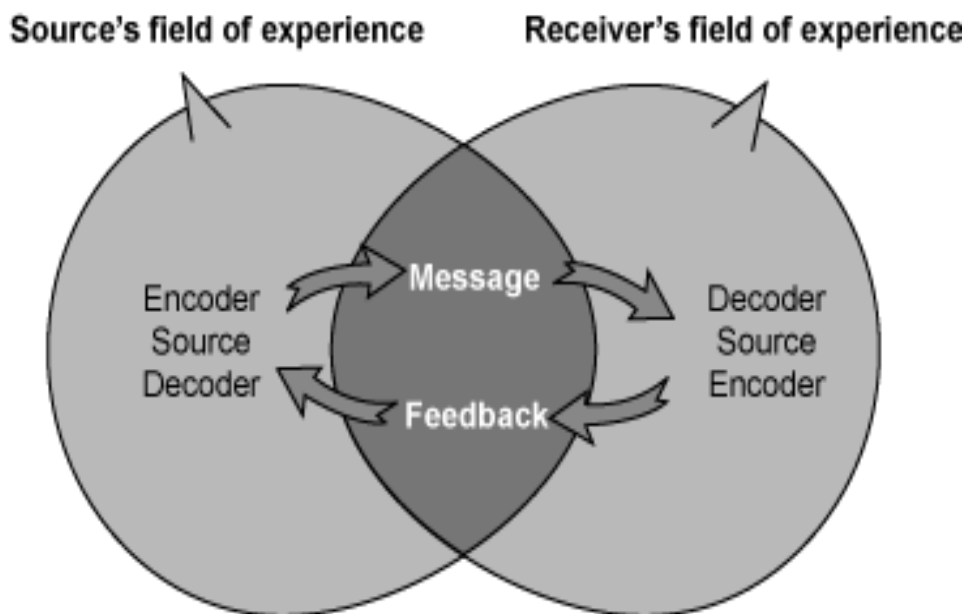 Source's field of experience
Receiver's field of experience
Encoder
Source
Decoder
Message
Feedback
Decoder
Source
Encoder